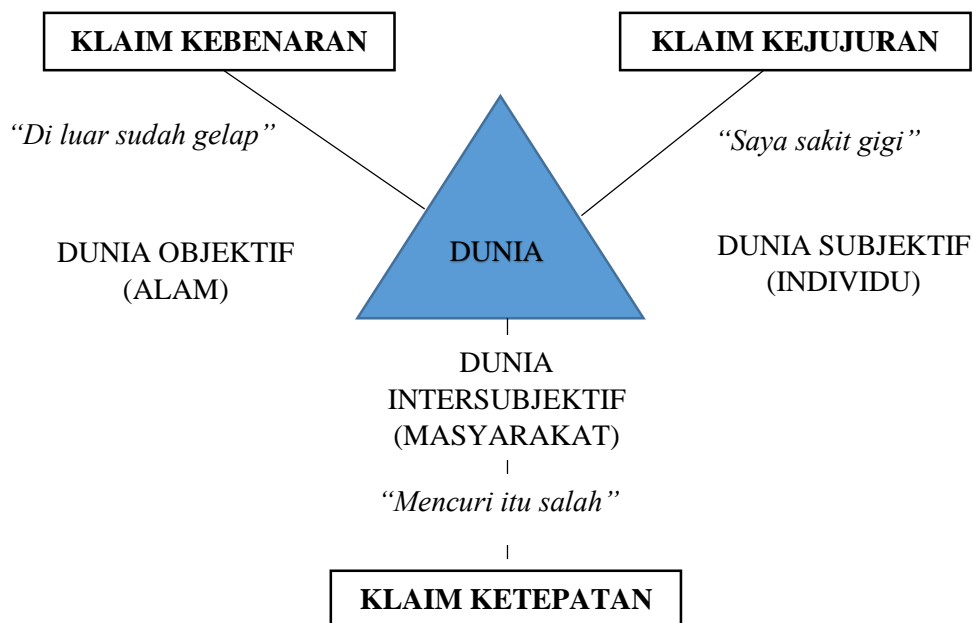 KLAIM KEBENARAN
KLAIM KEJUJURAN
“Di luar sudah gelap”
“Saya sakit gigi”
DUNIA OBJEKTIF
(ALAM)
DUNIA
DUNIA SUBJEKTIF
(INDIVIDU)
DUNIA
INTERSUBJEKTIF
(MASYARAKAT)
“Mencuri itu salah”
KLAIM KETEPATAN